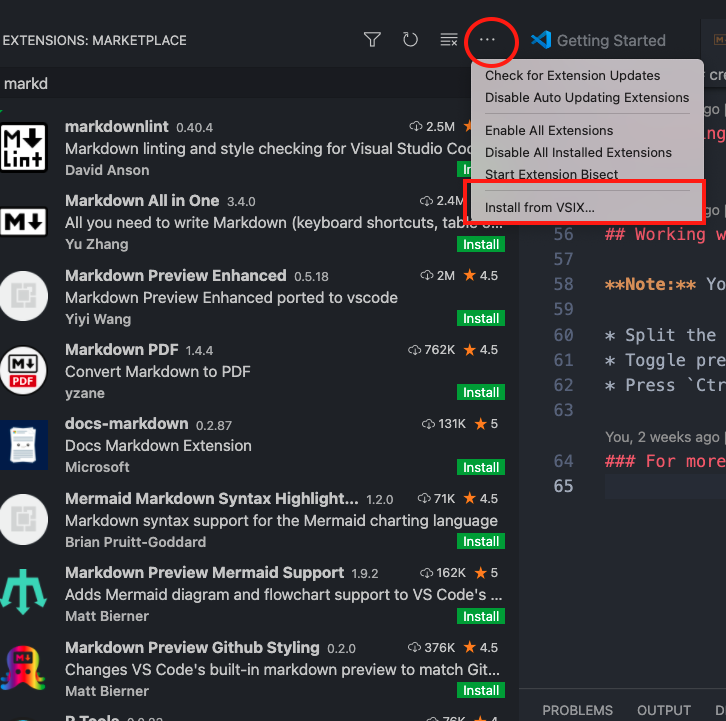 EXTENSIONS: MARKETPLACE
···
Getting Started
markd
Check for Extension Updates
Disable Auto Updating Extensions
Enable All Extensions
Disable All Installed Extensions
Start Extension Bisect
Install from VSIX...
markdownlint 0.40.4 2.5M
Markdown linting and style checking for Visual Studio Co
David Anson
Markdown All in One 3.4.0 2.4M
All you need to write Markdown (keyboard shortcuts, table o...
Yu Zhang Install
Markdown Preview Enhanced 0.5.18 2M 4.5
Markdown Preview Enhanced ported to vscode
Yiyi Wang Install
Markdown PDF 1.4.4 762K 4.5
Convert Markdown to PDF
yzane Install
docs-markdown 0.2.87 131K 5
Docs Markdown Extension
Microsoft Install
Mermaid Markdown Syntax Highlight... 1.2.0 71K 4.5
Markdown syntax support for the Mermaid charting language
Brian Pruitt-Goddard Install
Markdown Preview Mermaid Support 1.9.2 162K 5
Adds Mermaid diagram and flowchart support to VS Code's ...
Matt Bierner Install
Markdown Preview Github Styling 0.2.0 376K 4.5
Changes VS Code's built-in markdown preview to match Git...
Matt Bierner Install
M Lint
M
M PDF
56 ## Working w
57
58 **Note:** Yo
59
60 * Split the
61 * Toggle pre
62 * Press `Ctr
63
You, 2 weeks ago |
64 ### For more
65
PROBLEMS OUTPUT D